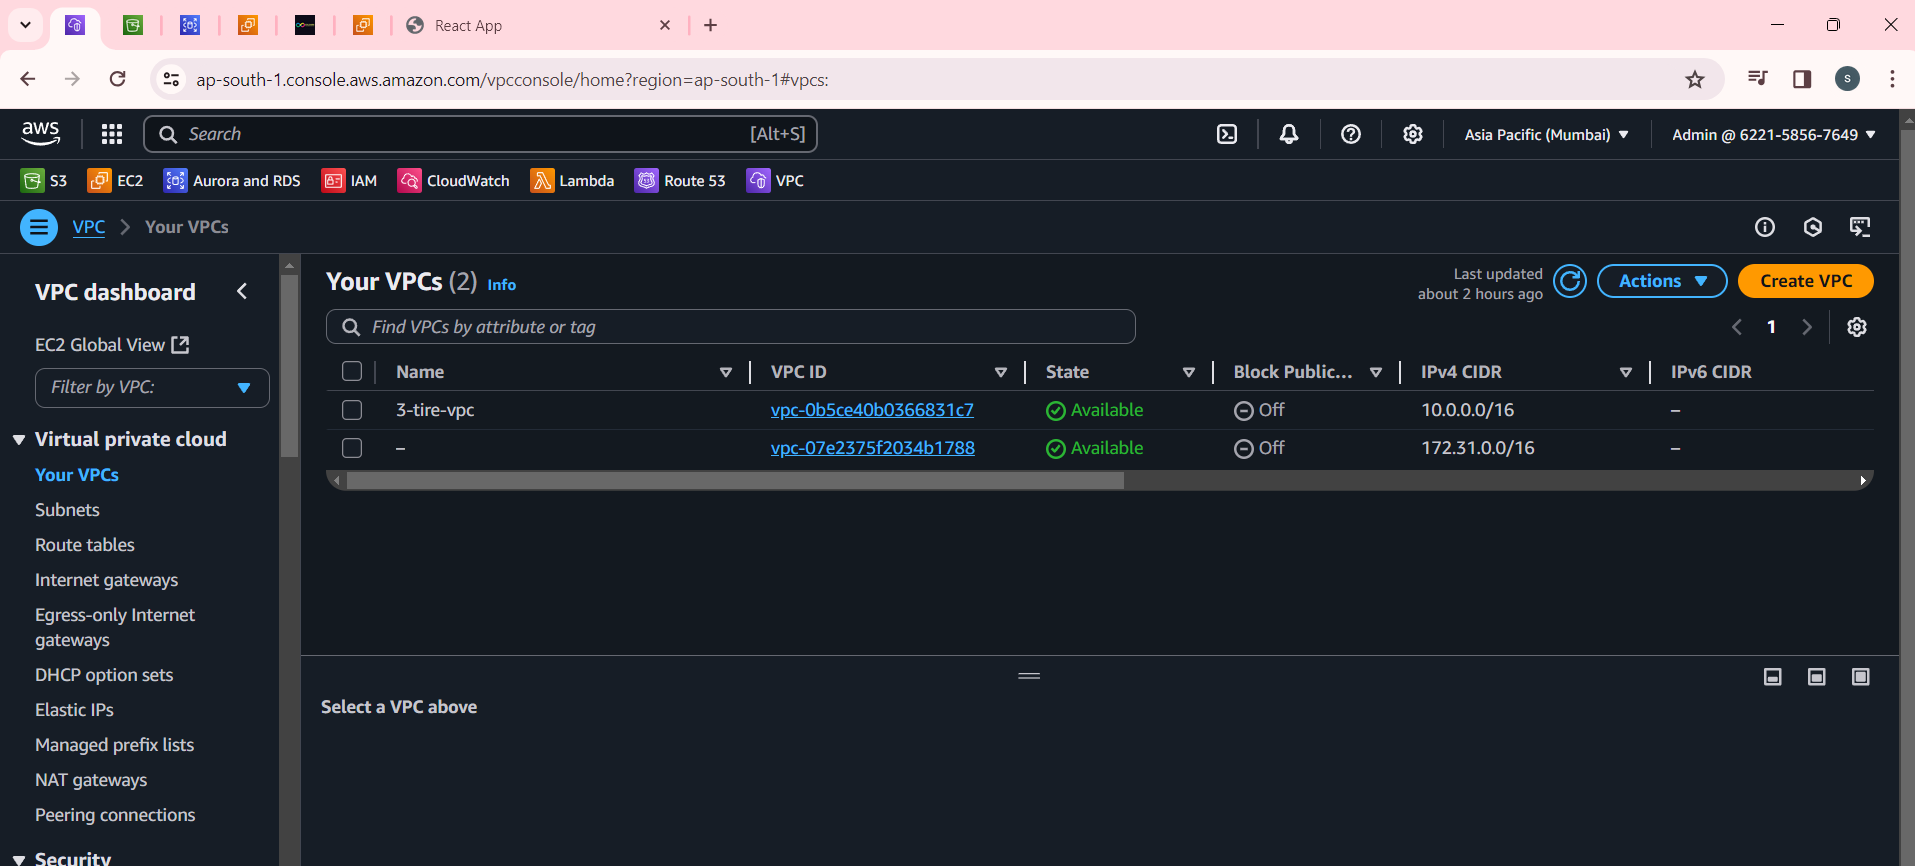 React App
ap-south-1.console.aws.amazon.com/vpcconsole/home?region=ap-south-1#vpcs:
S
aws
Search
[Alt+S]
Asia Pacific (Mumbai)
Admin @ 6221-5856-7649
S3 EC2 Aurora and RDS IAM CloudWatch Lambda Route 53 VPC
VPC Your VPCs
VPC dashboard
EC2 Global View
Filter by VPC:
Virtual private cloud
Your VPCs
Subnets
Route tables
Internet gateways
Egress-only Internet
gateways
DHCP option sets
Elastic IPs
Managed prefix lists
NAT gateways
Peering connections
Security
Your VPCs (2) Info
Last updated
about 2 hours ago
Actions
Create VPC
Find VPCs by attribute or tag
1
Name VPC ID State Block Public... IPv4 CIDR IPv6 CIDR
3-tire-vpc vpc-0b5ce40b0366831c7 Available Off 10.0.0.0/16 –
– vpc-07e2375f2034b1788 Available Off 172.31.0.0/16 –
Select a VPC above